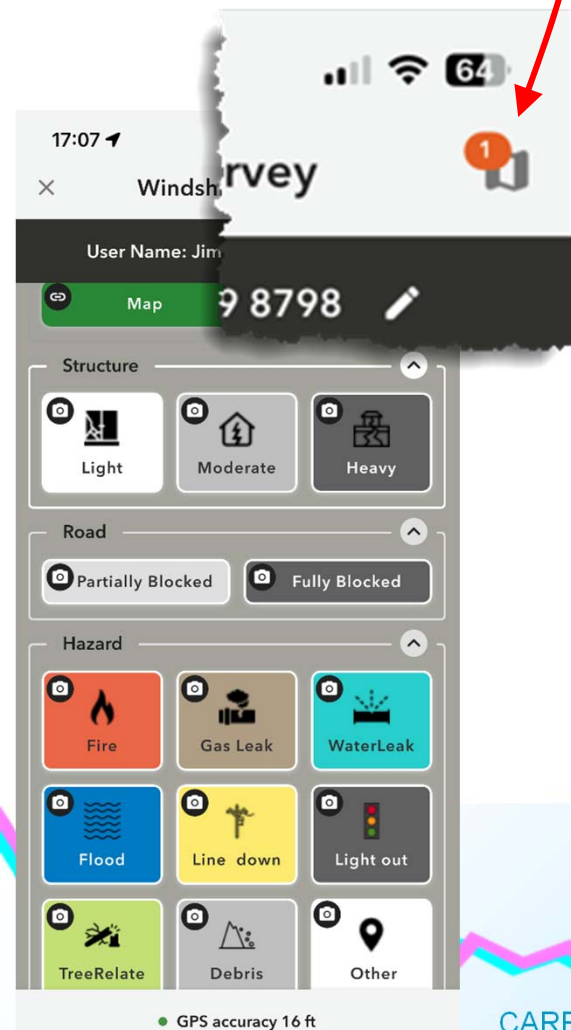 64
17:07
1
Windsh
rvey
User Name: Jim
9 8798
Map
Structure
Light Moderate Heavy
Road
Partially Blocked Fully Blocked
Hazard
Fire Gas Leak WaterLeak
Flood Line down Light out
TreeRelate Debris Other
GPS accuracy 16 ft
CARE